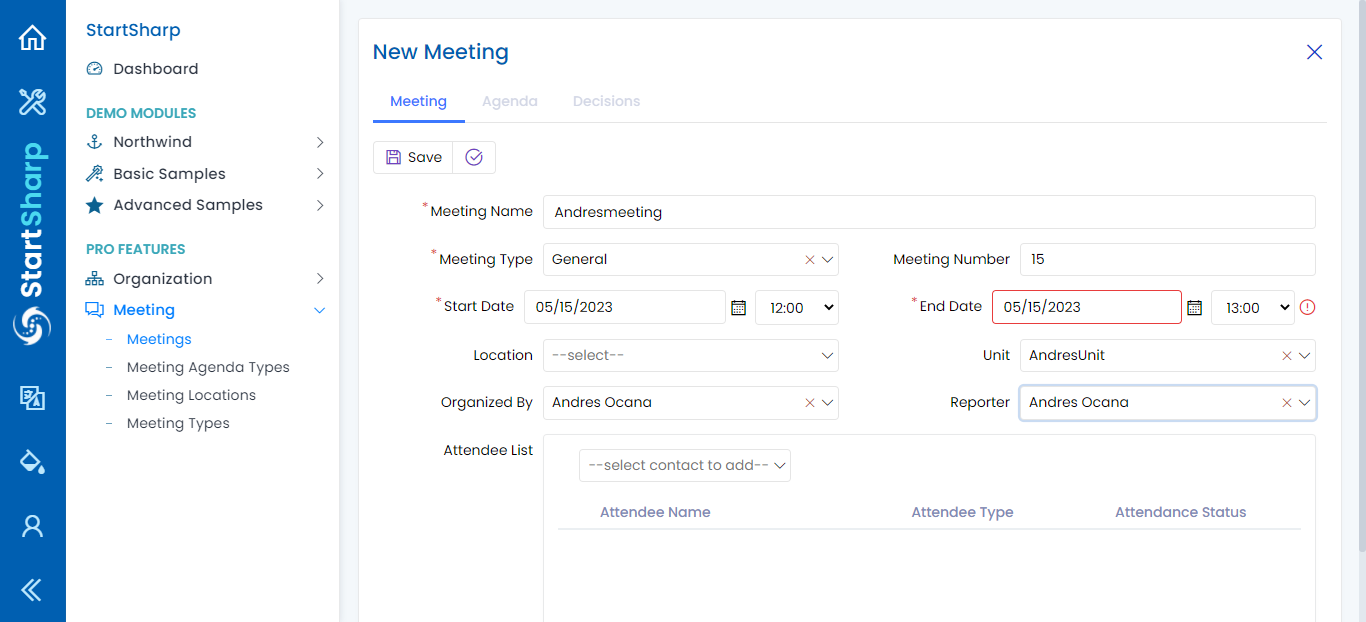 StartSharp
StartSharp
Dashboard
DEMO MODULES
Northwind
Basic Samples
Advanced Samples
PRO FEATURES
Organization
Meeting
- Meetings
- Meeting Agenda Types
- Meeting Locations
- Meeting Types
New Meeting
Meeting Agenda Decisions
Save
* Meeting Name Andresmeeting
* Meeting Type General Meeting Number 15
* Start Date 05/15/2023 12:00 * End Date 05/15/2023 13:00
Location --select-- Unit AndresUnit
Organized By Andres Ocana Reporter Andres Ocana
Attendee List
--select contact to add--
Attendee Name Attendee Type Attendance Status